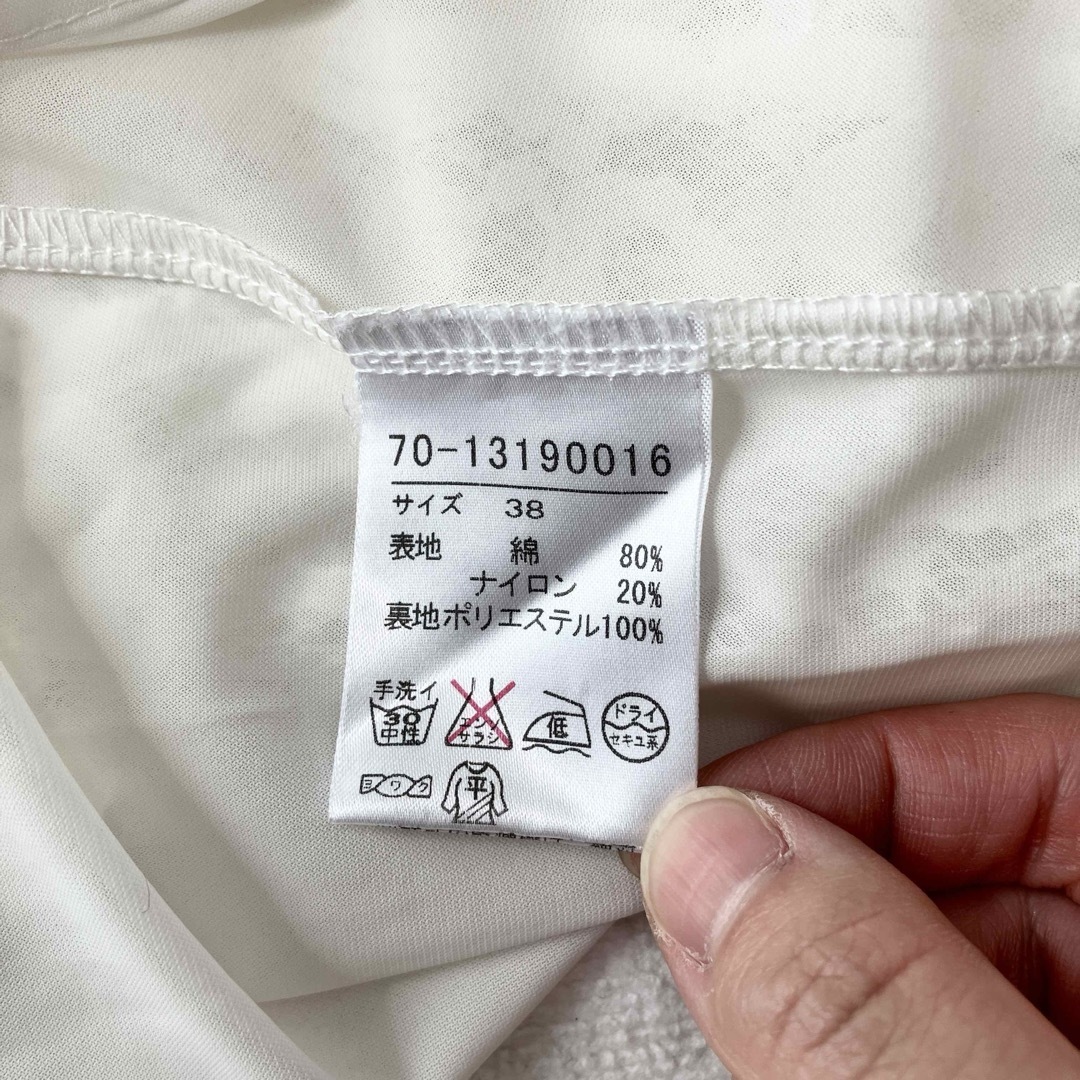 70-13190016
サイズ 38
表地 綿 80%
ナイロン 20%
裏地ポリエステル100%
手洗イ
30
中性
エンソ
サラシ
低
ドライ
セキユ系
ヨワク
平